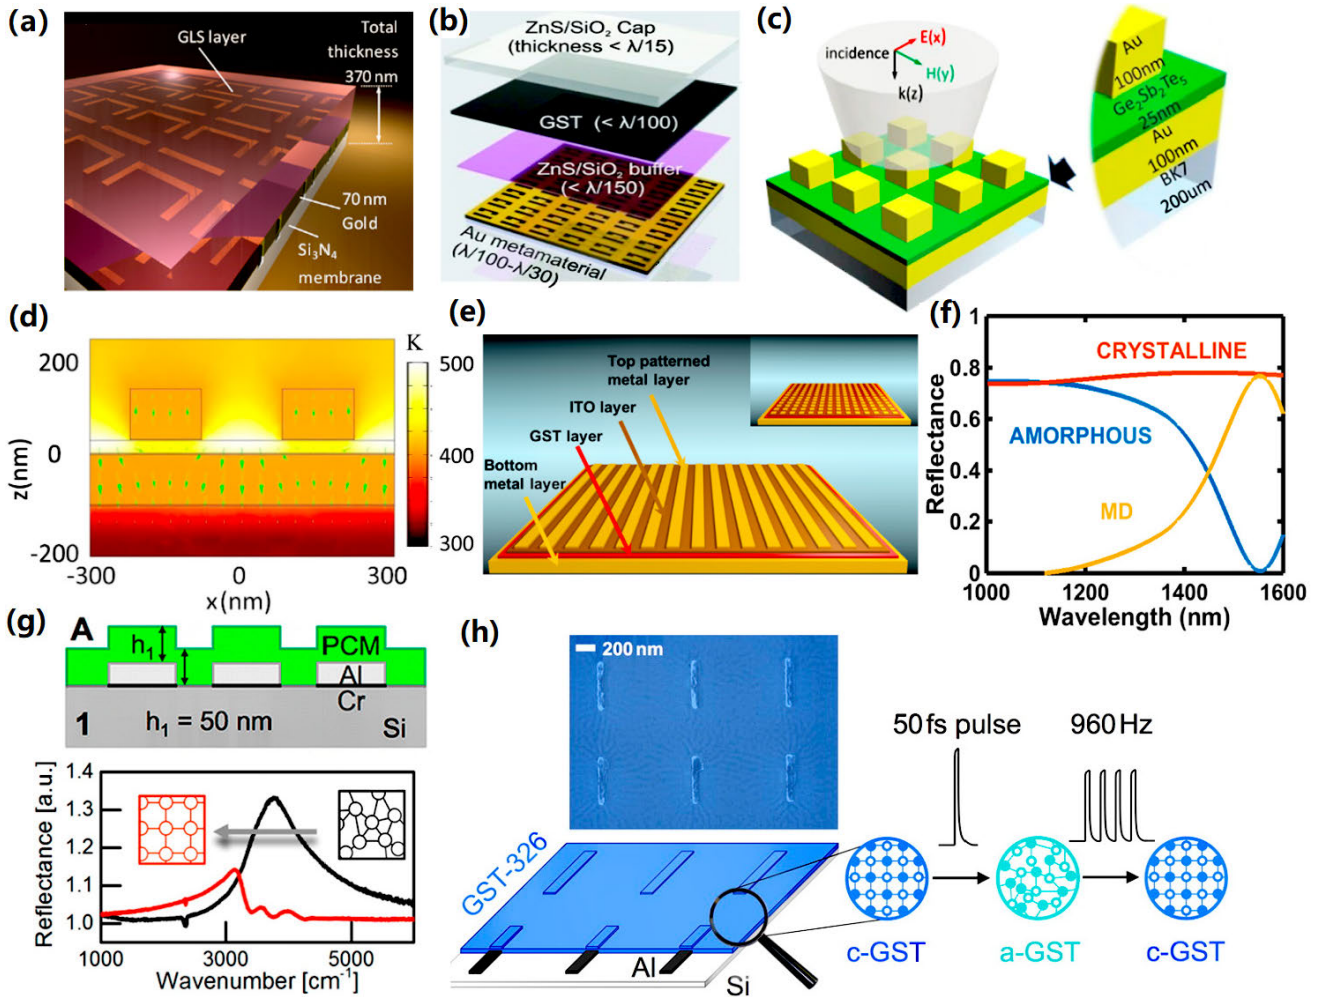 (a)
GLS layer
Total
thickness
370 nm
70 nm
Gold
Si₃N₄
membrane
(b)
ZnS/SiO₂ Cap
(thickness < λ/15)
GST (< λ/100)
ZnS/SiO₂ buffer
(< λ/150)
Au metamaterial
(λ/100-λ/30)
(c)
incidence
E(x)
H(y)
k(z)
Au
100nm
Ge₂Sb₂Te₅
25nm
Au
100nm
BK7
200um
(d)
K
200
0
-200
z(nm)
-300
0
300
x(nm)
500
400
300
(e)
Top patterned
metal layer
ITO layer
GST layer
Bottom
metal layer
(f)
1
0.8
0.6
0.4
0.2
0
Reflectance
CRYSTALLINE
AMORPHOUS
MD
1000
1200
1400
1600
Wavelength (nm)
(g)
A
h₁
PCM
Al
Cr
1
h₁ = 50 nm
Si
1.4
1.3
1.2
1.1
1.0
Reflectance [a.u.]
1000
3000
5000
Wavenumber [cm⁻¹]
(h)
200 nm
50 fs pulse
960 Hz
GST-326
Al
Si
c-GST
a-GST
c-GST